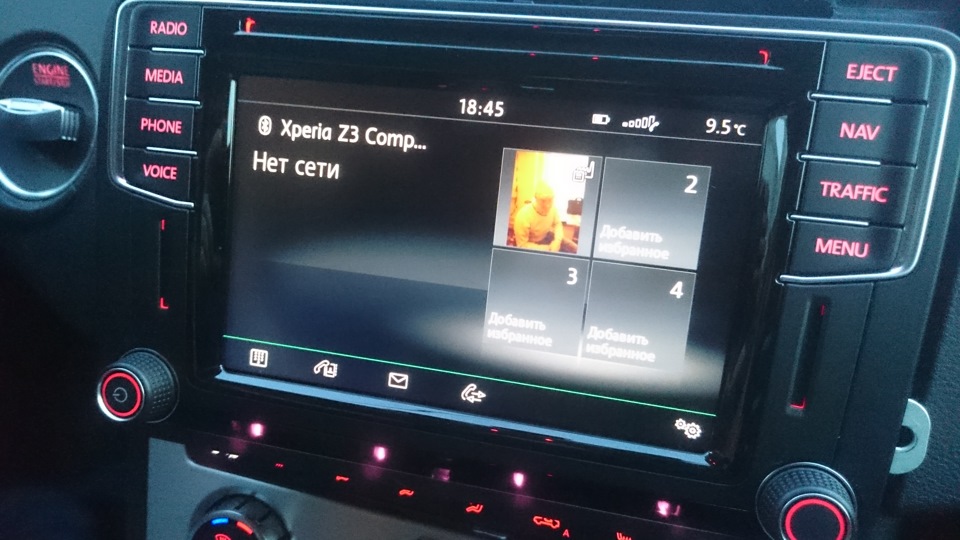 RADIO
MEDIA
PHONE
VOICE
ENGINE
18:45
9.5°C
Xperia Z3 Comp...
Нет сети
2
Добавить
избранное
3
Добавить
избранное
4
Добавить
избранное
EJECT
NAV
TRAFFIC
MENU
A